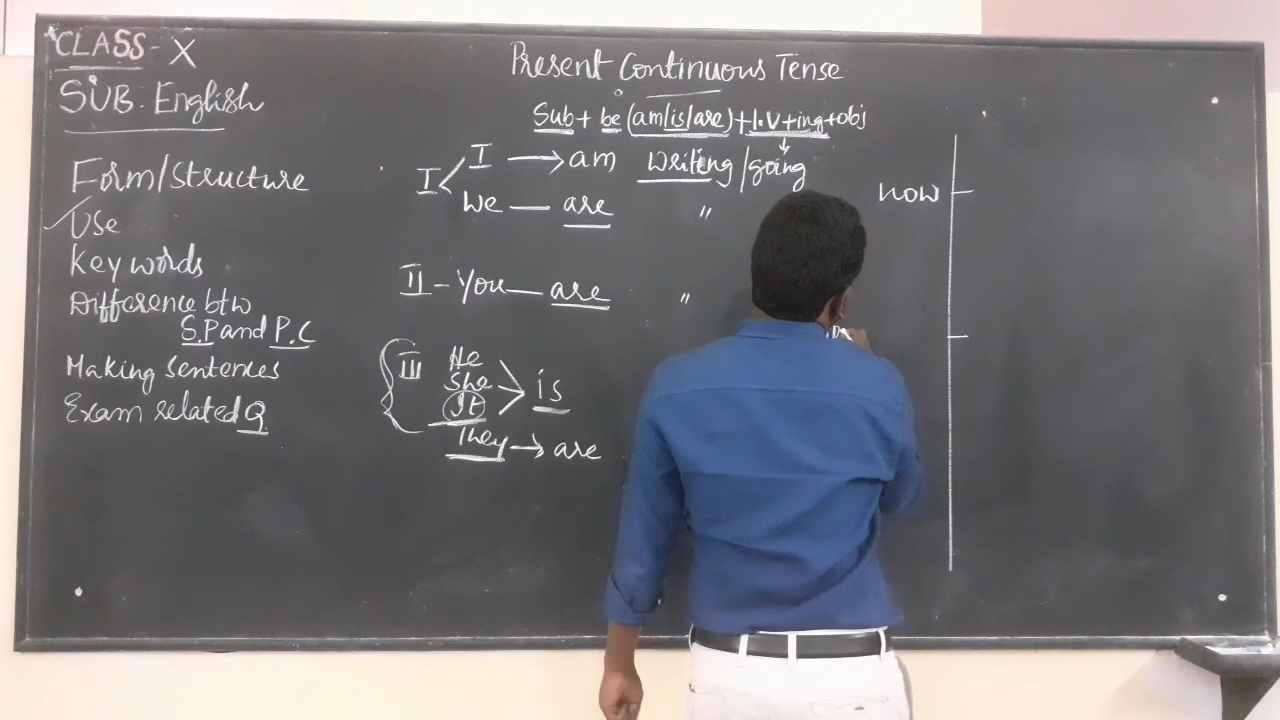 CLASS - X
SUB: English
Form/structure
Use
Key words
Difference btw
S.P and P.C
Making sentences
Exam related Q.
Present Continuous Tense
Sub + be (am/is/are) + I.V+ing + obj
I < I → am writing / going
We — are "
II - You — are "
III He
She > is
It
They → are
now